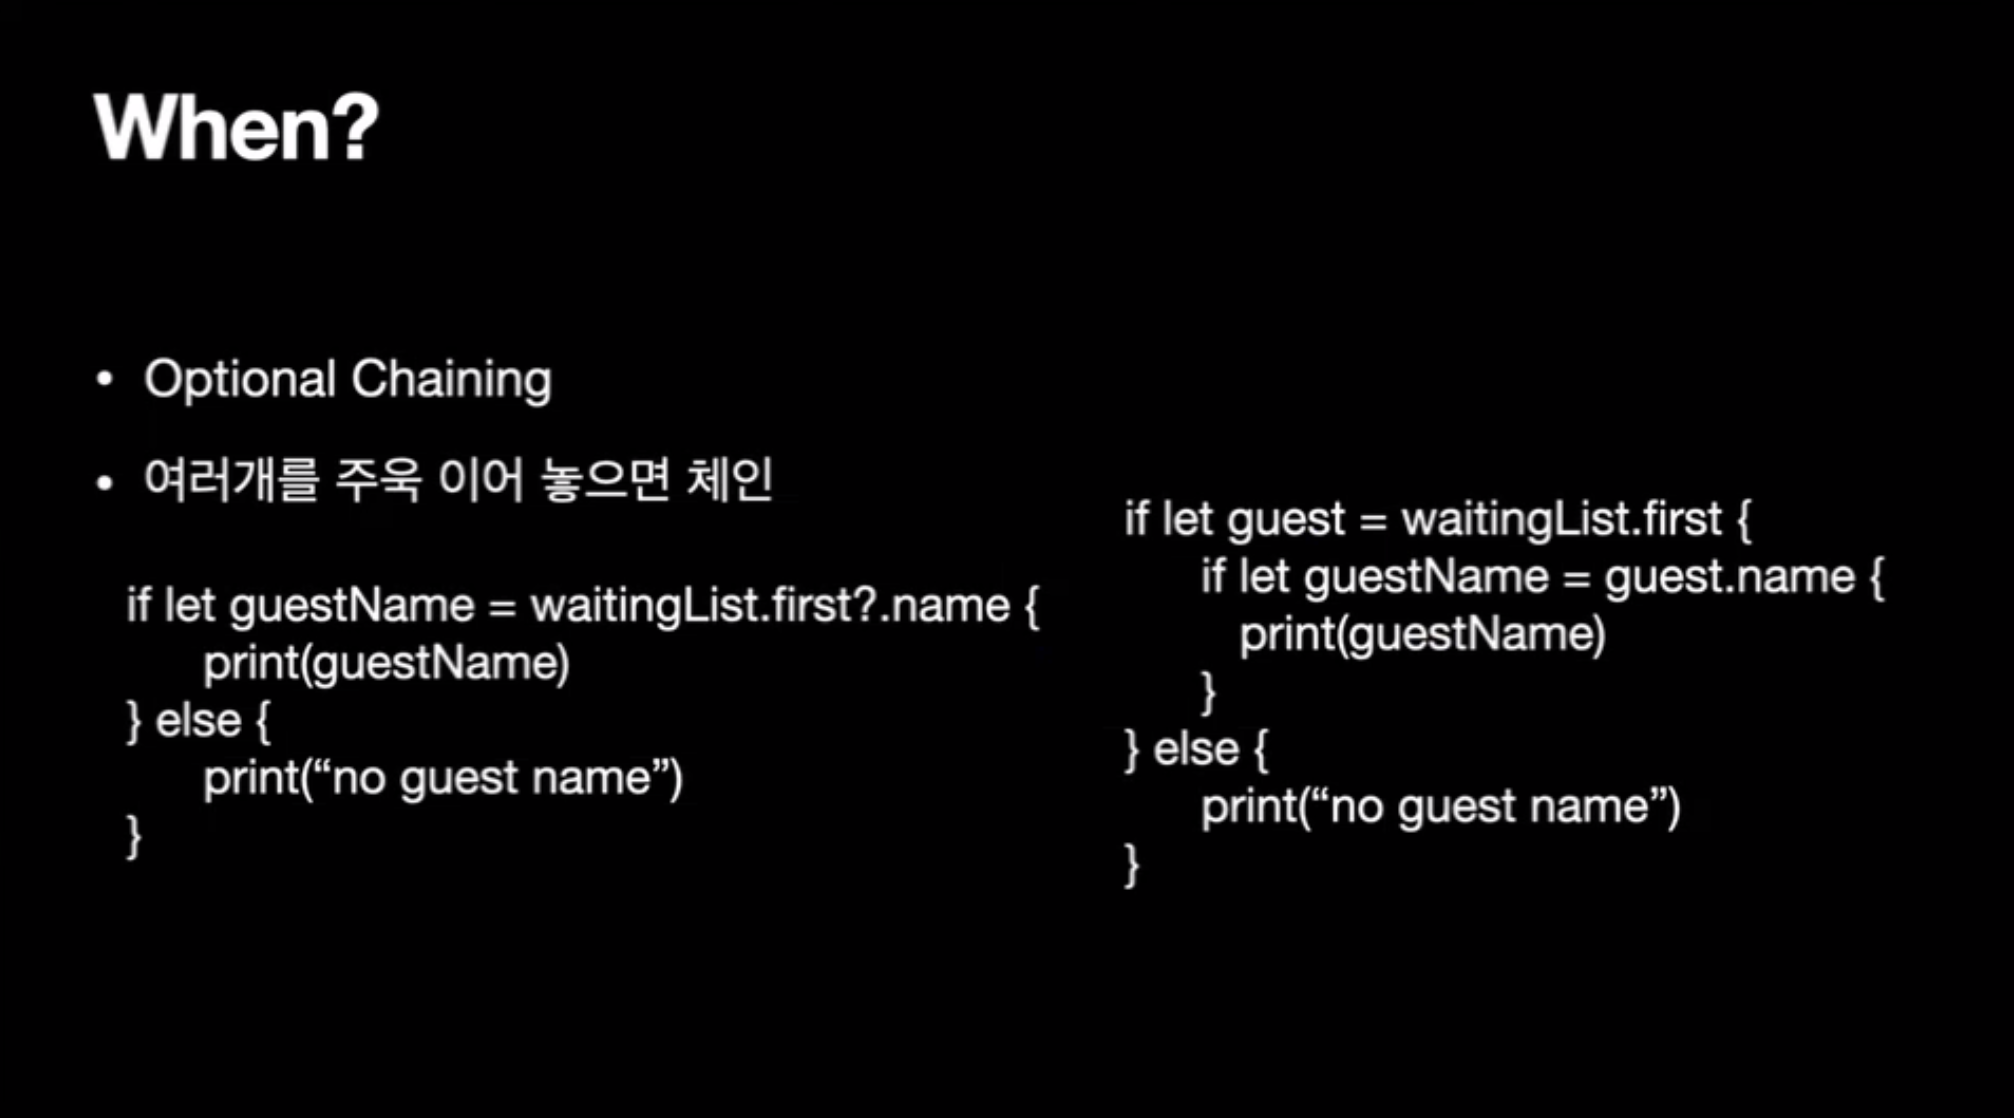 When?
• Optional Chaining
• 여러개를 주욱 이어 놓으면 체인
if let guestName = waitingList.first?.name {
print(guestName)
} else {
print(“no guest name”)
}
if let guest = waitingList.first {
if let guestName = guest.name {
print(guestName)
}
} else {
print(“no guest name”)
}